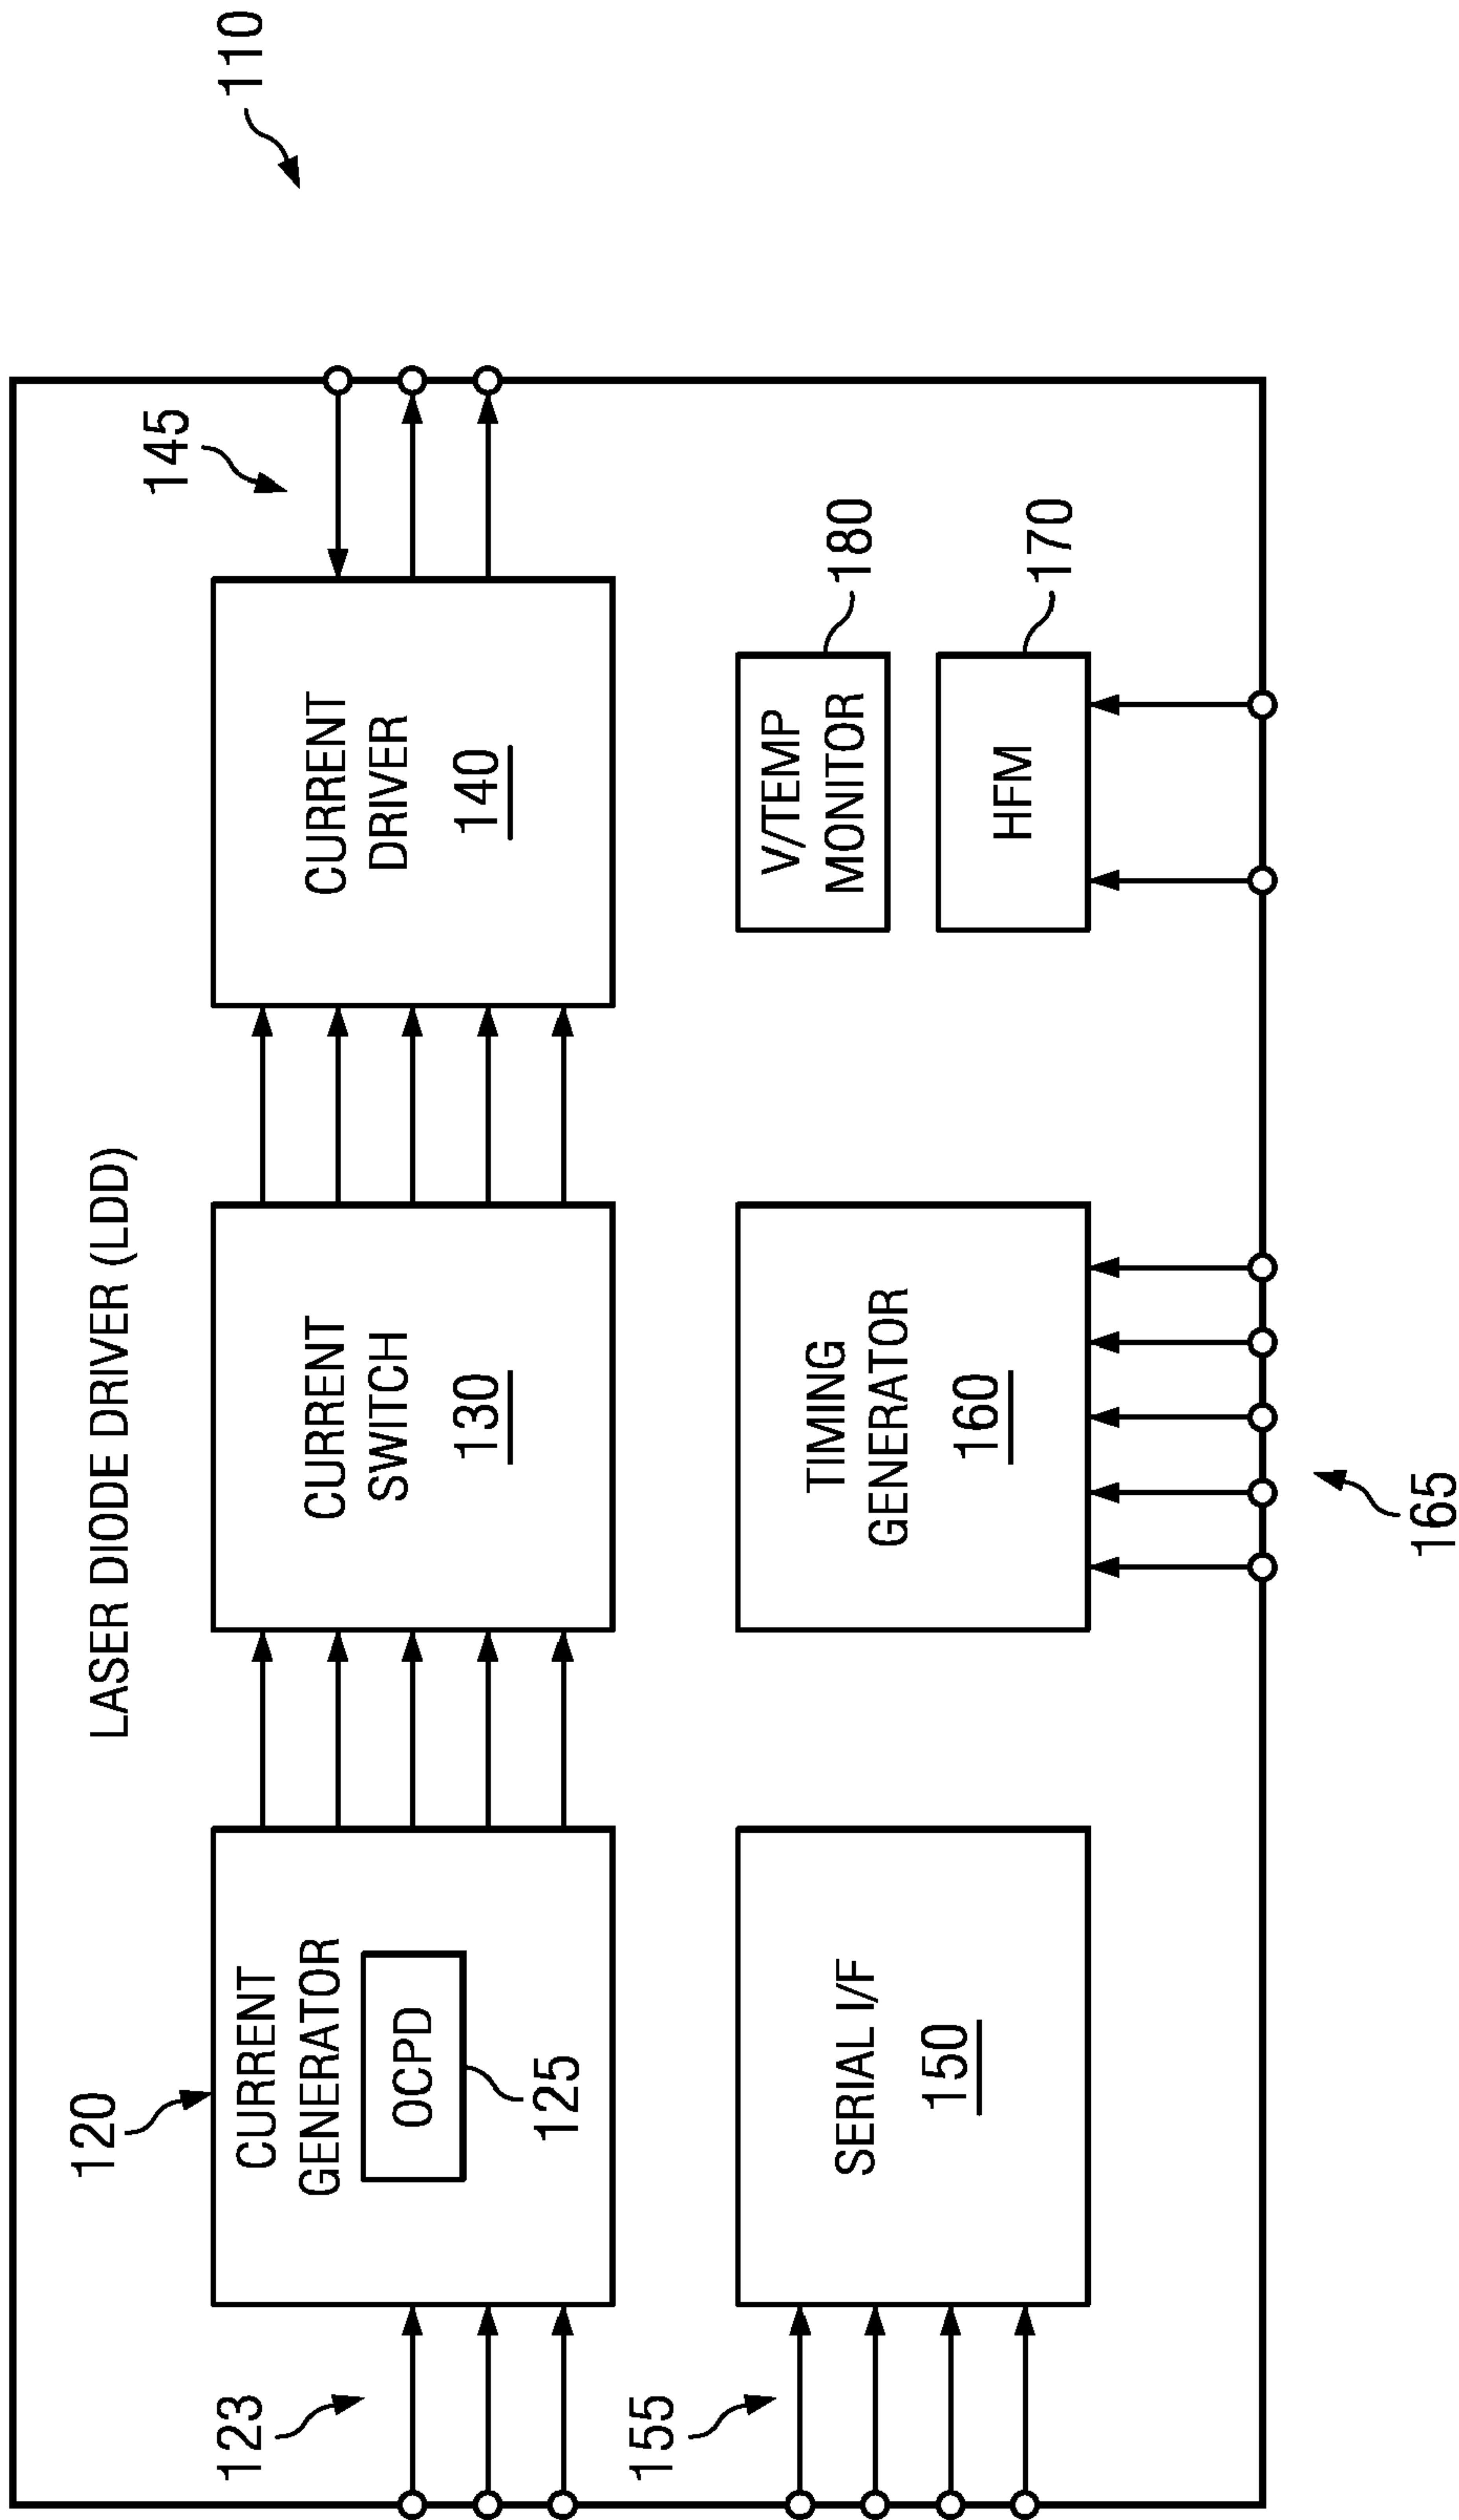 110
LASER DIODE DRIVER (LDD)
120
145
CURRENT
GENERATOR
OCPD
125
CURRENT
SWITCH
130
CURRENT
DRIVER
140
123
155
SERIAL I/F
150
TIMING
GENERATOR
160
V/TEMP
MONITOR
180
HFM
170
165